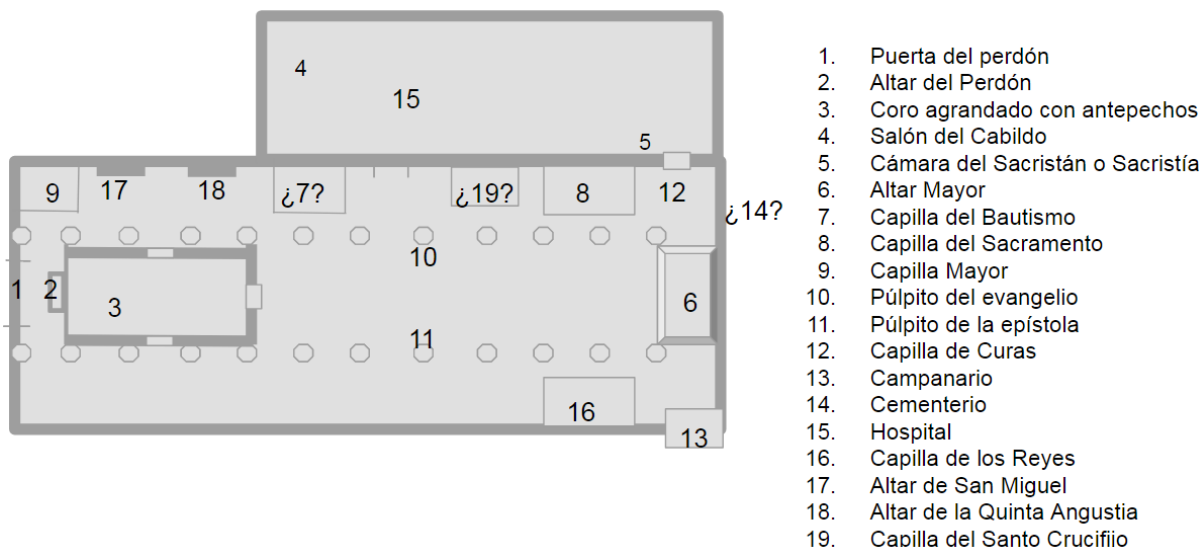 4
15
5
9
17
18
¿7?
¿19?
8
12
¿14?
10
1
2
3
6
11
16
13
1. Puerta del perdón
2. Altar del Perdón
3. Coro agrandado con antepechos
4. Salón del Cabildo
5. Cámara del Sacristán o Sacristía
6. Altar Mayor
7. Capilla del Bautismo
8. Capilla del Sacramento
9. Capilla Mayor
10. Púlpito del evangelio
11. Púlpito de la epístola
12. Capilla de Curas
13. Campanario
14. Cementerio
15. Hospital
16. Capilla de los Reyes
17. Altar de San Miguel
18. Altar de la Quinta Angustia
19. Capilla del Santo Crucifijo